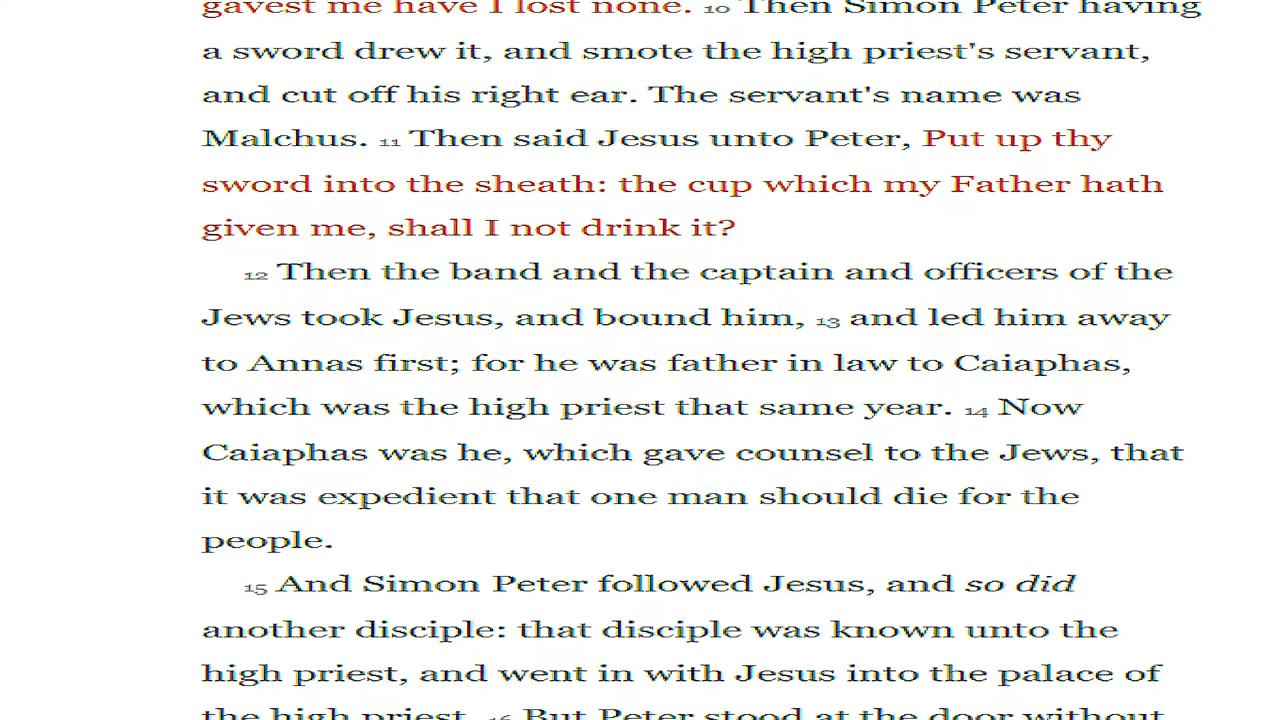 gavest me have I lost none. 10 Then Simon Peter having
a sword drew it, and smote the high priest's servant,
and cut off his right ear. The servant's name was
Malchus. 11 Then said Jesus unto Peter, Put up thy
sword into the sheath: the cup which my Father hath
given me, shall I not drink it?
12 Then the band and the captain and officers of the
Jews took Jesus, and bound him, 13 and led him away
to Annas first; for he was father in law to Caiaphas,
which was the high priest that same year. 14 Now
Caiaphas was he, which gave counsel to the Jews, that
it was expedient that one man should die for the
people.
15 And Simon Peter followed Jesus, and so did
another disciple: that disciple was known unto the
high priest, and went in with Jesus into the palace of
the high priest. 16 But Peter stood at the door without